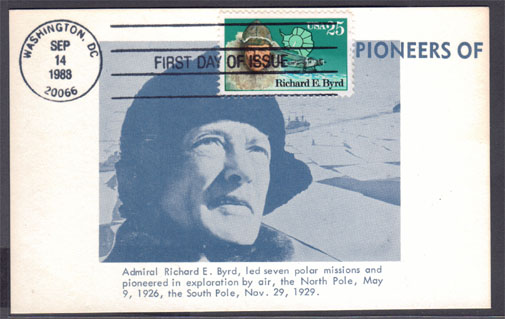 WASHINGTON, DC
SEP
14
1988
20066
FIRST DAY OF ISSUE
USA 25
Richard E. Byrd
PIONEERS OF
Admiral Richard E. Byrd, led seven polar missions and
pioneered in exploration by air, the North Pole, May
9, 1926, the South Pole, Nov. 29, 1929.